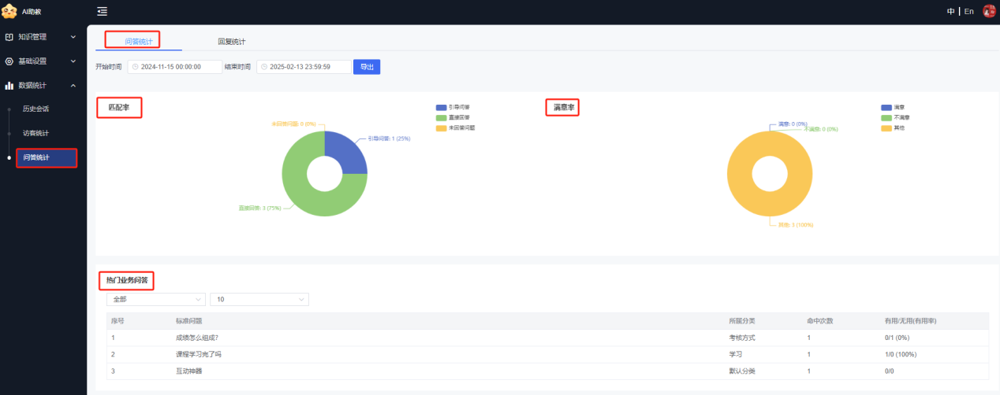 AI助教
中 | En
知识管理
基础设置
数据统计
历史会话
访客统计
问答统计
问答统计 回复统计
开始时间 2024-11-15 00:00:00 结束时间 2025-02-13 23:59:59 导出
匹配率
引导问答
直接回答
未回答问题
未回答问题: 0 (0%)
引导问答: 1 (25%)
直接回答: 3 (75%)
满意率
满意
不满意
其他
满意: 0 (0%)
不满意: 0 (0%)
其他: 3 (100%)
热门业务问答
全部 10
序号 标准问题 所属分类 命中次数 有用/无用(有用率)
1 成绩怎么组成? 考核方式 1 0/1 (0%)
2 课程学习完了吗 学习 1 1/0 (100%)
3 互动神器 默认分类 1 0/0